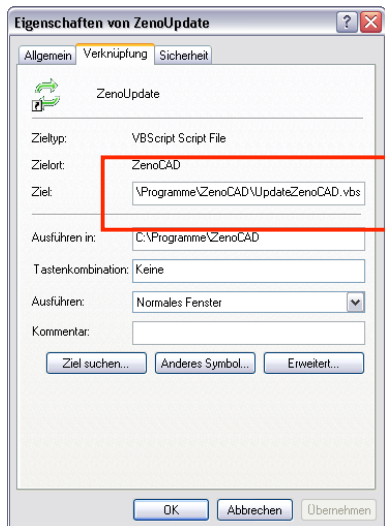 Eigenschaften von ZenoUpdate
Allgemein Verknüpfung Sicherheit
ZenoUpdate
Zieltyp: VBScript Script File
Zielort: ZenoCAD
Ziel: \Programme\ZenoCAD\UpdateZenoCAD.vbs
Ausführen in: C:\Programme\ZenoCAD
Tastenkombination: Keine
Ausführen: Normales Fenster
Kommentar:
Ziel suchen... Anderes Symbol... Erweitert...
OK Abbrechen Übernehmen